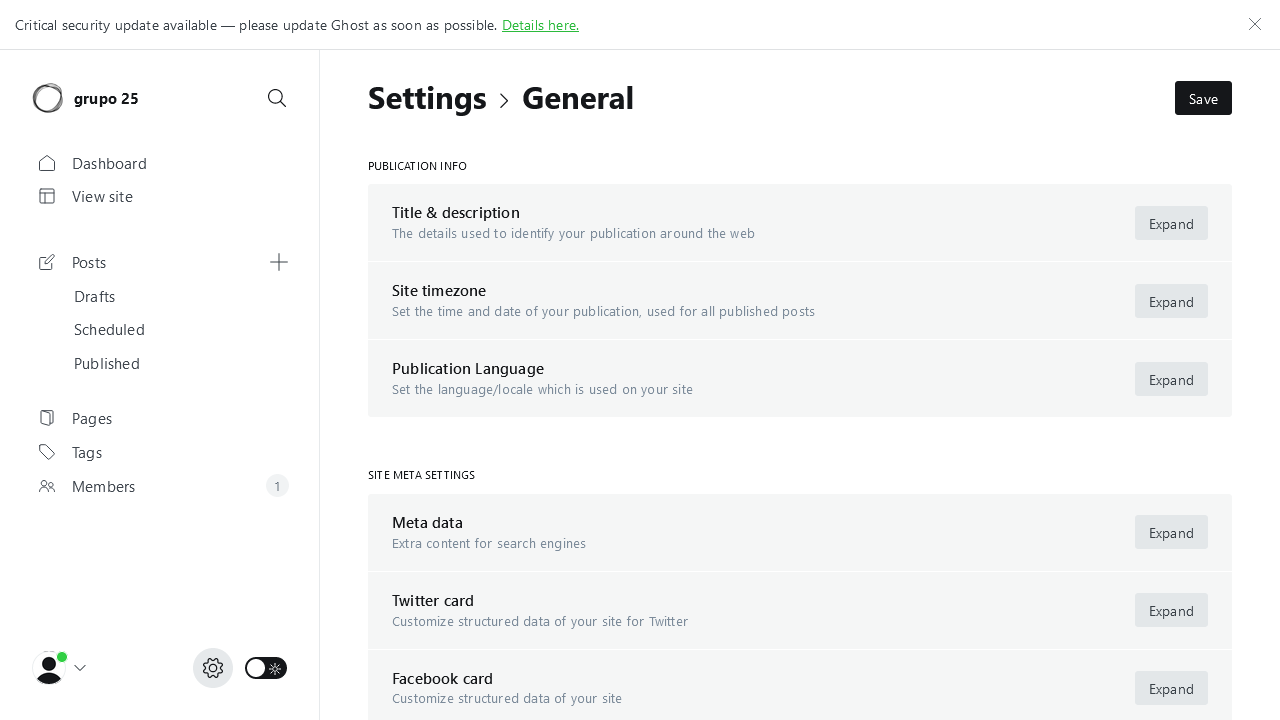 Critical security update available — please update Ghost as soon as possible. Details here.
grupo 25
Dashboard
View site
Posts
Drafts
Scheduled
Published
Pages
Tags
Members
1
Settings
General
Save
PUBLICATION INFO
Title & description
The details used to identify your publication around the web
Expand
Site timezone
Set the time and date of your publication, used for all published posts
Expand
Publication Language
Set the language/locale which is used on your site
Expand
SITE META SETTINGS
Meta data
Extra content for search engines
Expand
Twitter card
Customize structured data of your site for Twitter
Expand
Facebook card
Customize structured data of your site
Expand